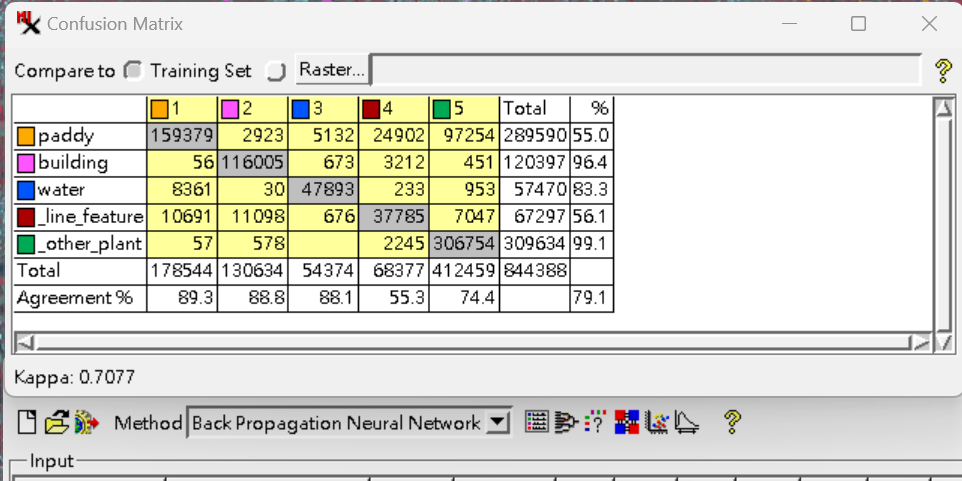 Confusion Matrix
Compare to Training Set Raster... ?
1 2 3 4 5 Total %
paddy 159379 2923 5132 24902 97254 289590 55.0
building 56 116005 673 3212 451 120397 96.4
water 8361 30 47893 233 953 57470 83.3
_line_feature 10691 11098 676 37785 7047 67297 56.1
_other_plant 57 578 2245 306754 309634 99.1
Total 178544 130634 54374 68377 412459 844388
Agreement % 89.3 88.8 88.1 55.3 74.4 79.1
Kappa: 0.7077
Method Back Propagation Neural Network ? ?
Input